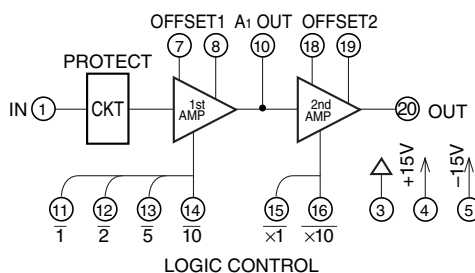 OFFSET1 A1 OUT OFFSET2
7 8 10 18 19
PROTECT
IN 1 CKT 1st AMP 2nd AMP 20 OUT
+15V −15V
11 12 13 14 15 16 3 4 5
1 2 5 10 ×1 ×10
LOGIC CONTROL